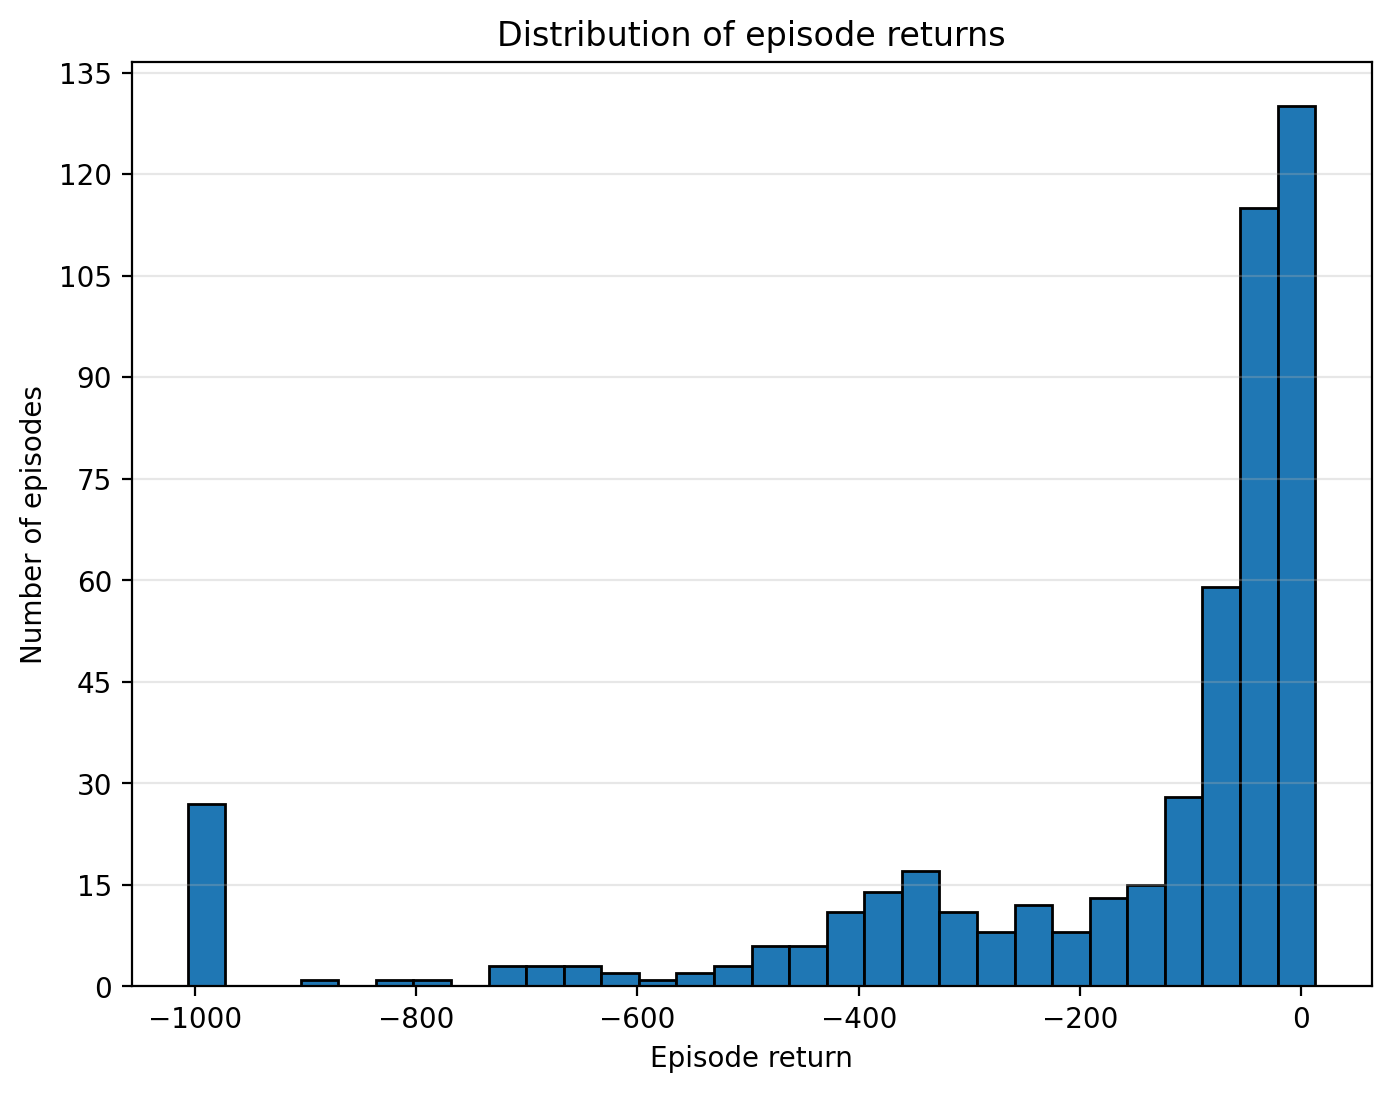 Distribution of episode returns
135
120
105
90
75
60
45
30
15
0
Number of episodes
−1000 −800 −600 −400 −200 0
Episode return